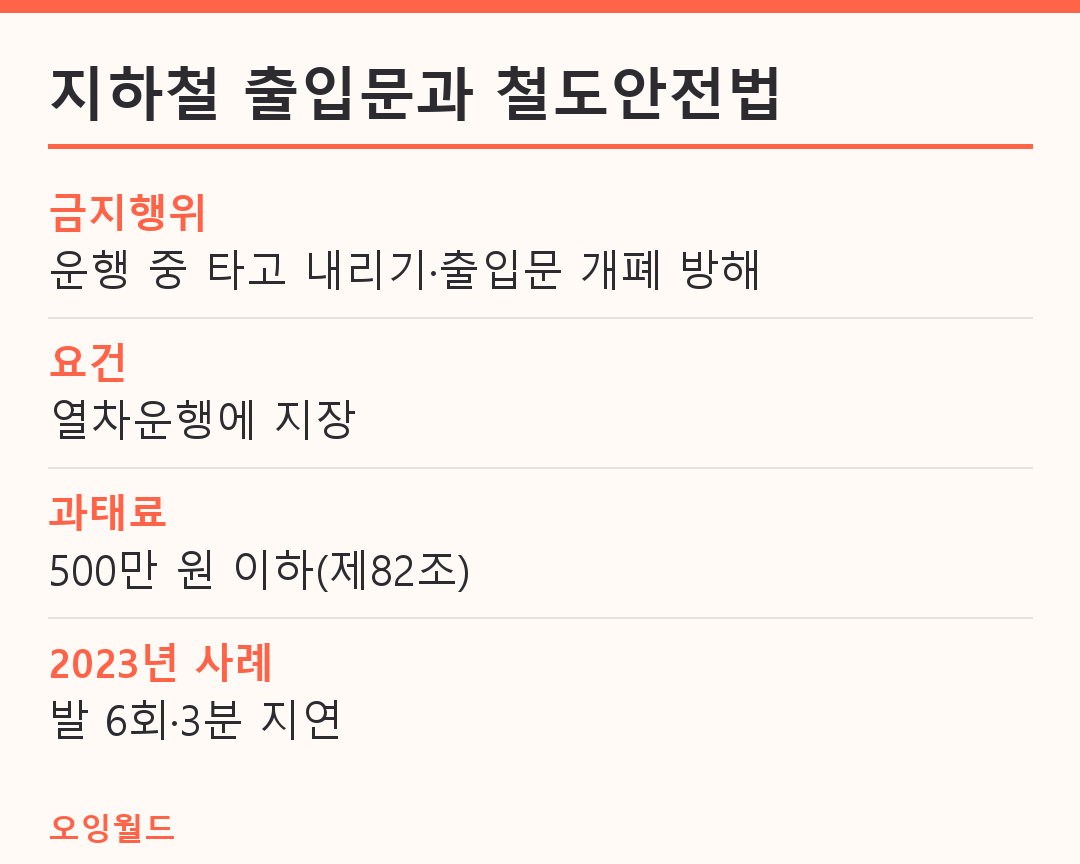 지하철 출입문과 철도안전법
금지행위
운행 중 타고 내리기·출입문 개폐 방해
요건
열차운행에 지장
과태료
500만 원 이하(제82조)
2023년 사례
발 6회·3분 지연
오잉월드